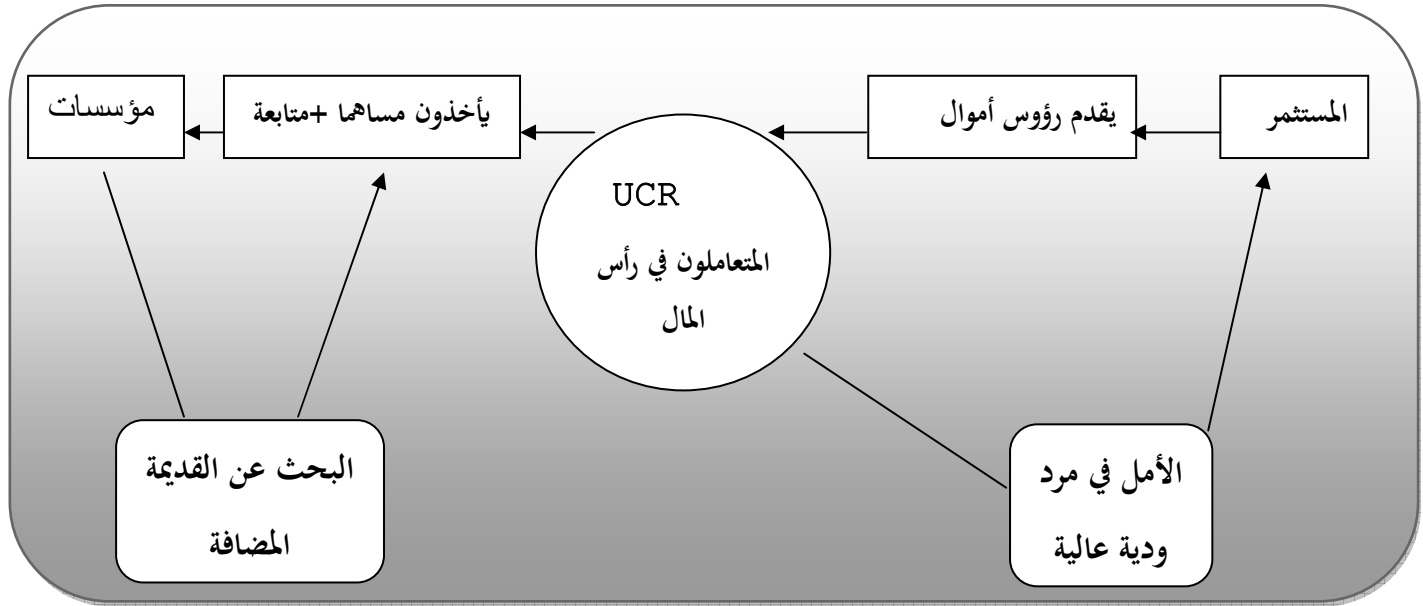 المستثمر
يقدم رؤوس أموال
UCR
المتعاملون في رأس
المال
يأخذون مساهما +متابعة
مؤسسات
الأمل في مرد
ودية عالية
البحث عن القديمة
المضافة